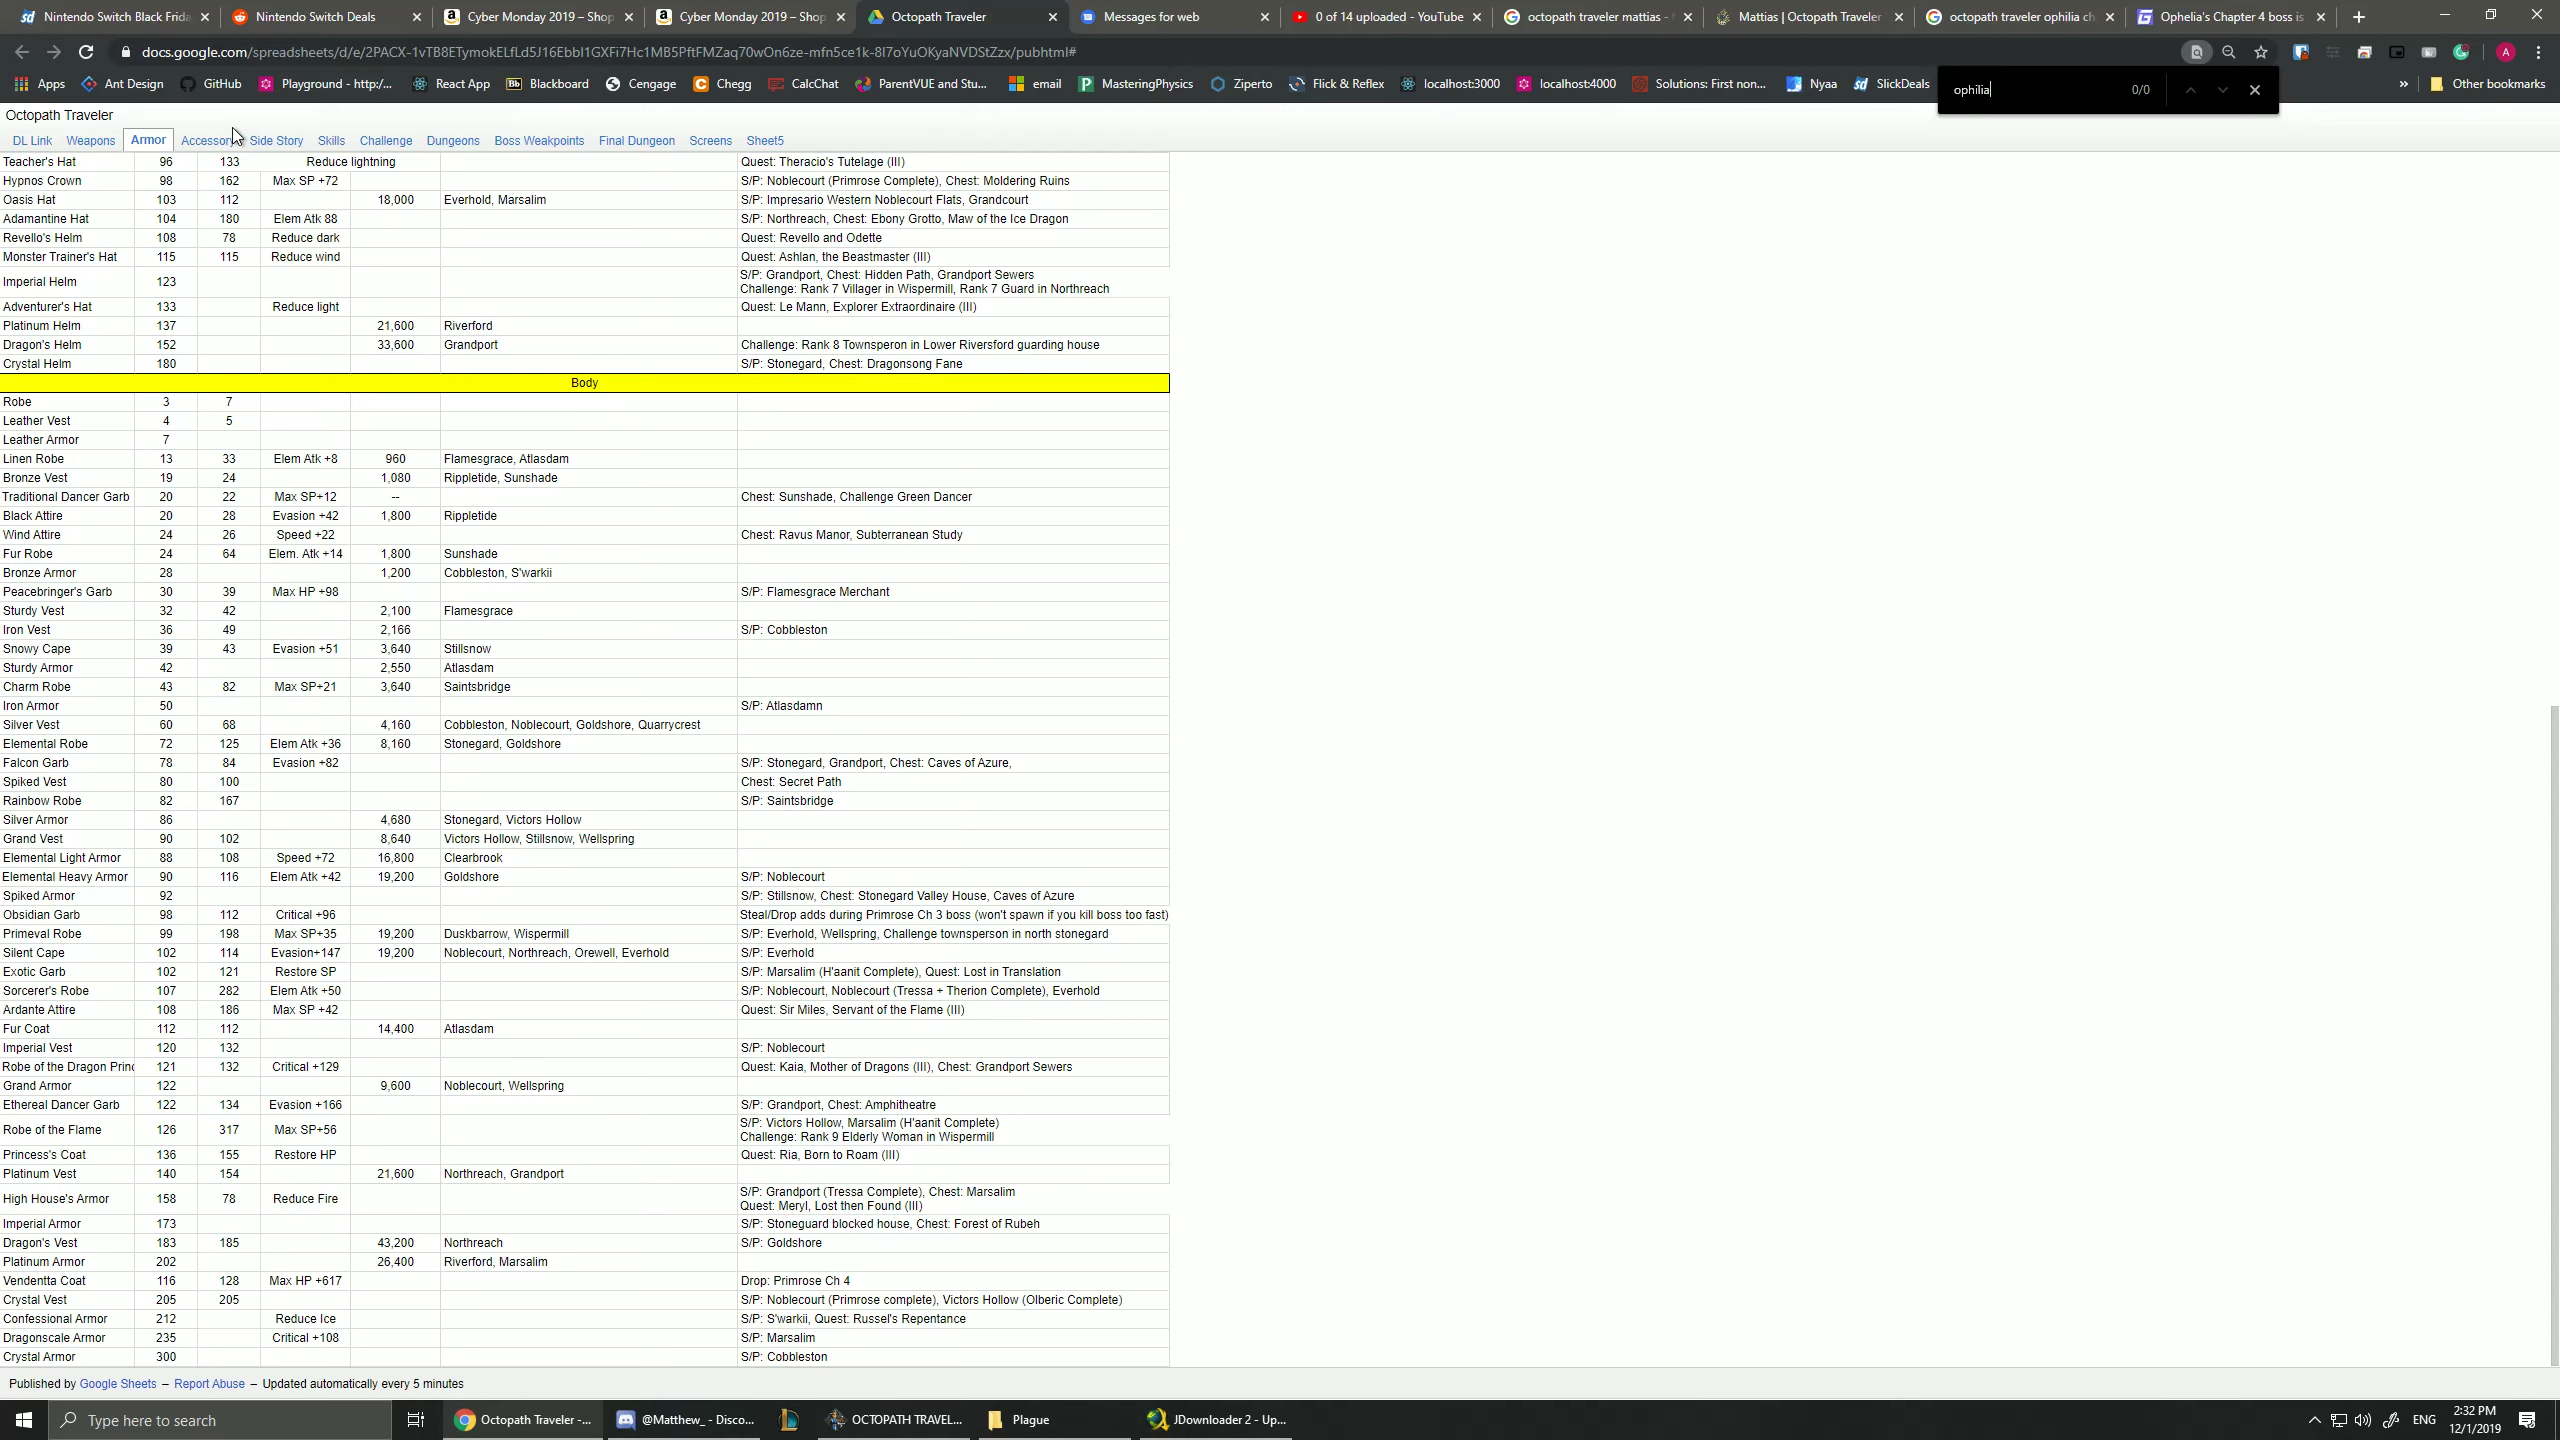 Nintendo Switch Black Frida
Nintendo Switch Deals
Cyber Monday 2019 – Shop
Cyber Monday 2019 – Shop
Octopath Traveler
Messages for web
0 of 14 uploaded - YouTube
octopath traveler mattias -
Mattias | Octopath Traveler
octopath traveler ophilia ch
Ophelia's Chapter 4 boss is
docs.google.com/spreadsheets/d/e/2PACX-1vTB8ETymokELfLd5J16EbbI1GXFi7Hc1MB5PftFMZaq70wOn6ze-mfn5ce1k-8I7oYuOKyaNVDStZzx/pubhtml#
Apps Ant Design GitHub Playground - http:/... React App Blackboard Cengage Chegg CalcChat ParentVUE and Stu... email MasteringPhysics Ziperto Flick & Reflex localhost:3000 localhost:4000 Solutions: First non... Nyaa SlickDeals » Other bookmarks
ophilia 0/0
Octopath Traveler
DL Link Weapons Armor Accessory Side Story Skills Challenge Dungeons Boss Weakpoints Final Dungeon Screens Sheet5
Teacher's Hat 96 133 Reduce lightning Quest: Theracio's Tutelage (III)
Hypnos Crown 98 162 Max SP +72 S/P: Noblecourt (Primrose Complete), Chest: Moldering Ruins
Oasis Hat 103 112 18,000 Everhold, Marsalim S/P: Impresario Western Noblecourt Flats, Grandcourt
Adamantine Hat 104 180 Elem Atk 88 S/P: Northreach, Chest: Ebony Grotto, Maw of the Ice Dragon
Revello's Helm 108 78 Reduce dark Quest: Revello and Odette
Monster Trainer's Hat 115 115 Reduce wind Quest: Ashlan, the Beastmaster (III)
Imperial Helm 123 S/P: Grandport, Chest: Hidden Path, Grandport Sewers
Challenge: Rank 7 Villager in Wispermill, Rank 7 Guard in Northreach
Adventurer's Hat 133 Reduce light Quest: Le Mann, Explorer Extraordinaire (III)
Platinum Helm 137 21,600 Riverford
Dragon's Helm 152 33,600 Grandport Challenge: Rank 8 Townsperon in Lower Riversford guarding house
Crystal Helm 180 S/P: Stonegard, Chest: Dragonsong Fane
Body
Robe 3 7
Leather Vest 4 5
Leather Armor 7
Linen Robe 13 33 Elem Atk +8 960 Flamesgrace, Atlasdam
Bronze Vest 19 24 1,080 Rippletide, Sunshade
Traditional Dancer Garb 20 22 Max SP+12 -- Chest: Sunshade, Challenge Green Dancer
Black Attire 20 28 Evasion +42 1,800 Rippletide
Wind Attire 24 26 Speed +22 Chest: Ravus Manor, Subterranean Study
Fur Robe 24 64 Elem. Atk +14 1,800 Sunshade
Bronze Armor 28 1,200 Cobbleston, S'warkii
Peacebringer's Garb 30 39 Max HP +98 S/P: Flamesgrace Merchant
Sturdy Vest 32 42 2,100 Flamesgrace
Iron Vest 36 49 2,166 S/P: Cobbleston
Snowy Cape 39 43 Evasion +51 3,640 Stillsnow
Sturdy Armor 42 2,550 Atlasdam
Charm Robe 43 82 Max SP+21 3,640 Saintsbridge
Iron Armor 50 S/P: Atlasdamn
Silver Vest 60 68 4,160 Cobbleston, Noblecourt, Goldshore, Quarrycrest
Elemental Robe 72 125 Elem Atk +36 8,160 Stonegard, Goldshore
Falcon Garb 78 84 Evasion +82 S/P: Stonegard, Grandport, Chest: Caves of Azure,
Spiked Vest 80 100 Chest: Secret Path
Rainbow Robe 82 167 S/P: Saintsbridge
Silver Armor 86 4,680 Stonegard, Victors Hollow
Grand Vest 90 102 8,640 Victors Hollow, Stillsnow, Wellspring
Elemental Light Armor 88 108 Speed +72 16,800 Clearbrook
Elemental Heavy Armor 90 116 Elem Atk +42 19,200 Goldshore S/P: Noblecourt
Spiked Armor 92 S/P: Stillsnow, Chest: Stonegard Valley House, Caves of Azure
Obsidian Garb 98 112 Critical +96 Steal/Drop adds during Primrose Ch 3 boss (won't spawn if you kill boss too fast)
Primeval Robe 99 198 Max SP+35 19,200 Duskbarrow, Wispermill S/P: Everhold, Wellspring, Challenge townsperson in north stonegard
Silent Cape 102 114 Evasion+147 19,200 Noblecourt, Northreach, Orewell, Everhold S/P: Everhold
Exotic Garb 102 121 Restore SP S/P: Marsalim (H'aanit Complete), Quest: Lost in Translation
Sorcerer's Robe 107 282 Elem Atk +50 S/P: Noblecourt, Noblecourt (Tressa + Therion Complete), Everhold
Ardante Attire 108 186 Max SP +42 Quest: Sir Miles, Servant of the Flame (III)
Fur Coat 112 112 14,400 Atlasdam
Imperial Vest 120 132 S/P: Noblecourt
Robe of the Dragon Princ 121 132 Critical +129 Quest: Kaia, Mother of Dragons (III), Chest: Grandport Sewers
Grand Armor 122 9,600 Noblecourt, Wellspring
Ethereal Dancer Garb 122 134 Evasion +166 S/P: Grandport, Chest: Amphitheatre
Robe of the Flame 126 317 Max SP+56 S/P: Victors Hollow, Marsalim (H'aanit Complete)
Challenge: Rank 9 Elderly Woman in Wispermill
Princess's Coat 136 155 Restore HP Quest: Ria, Born to Roam (III)
Platinum Vest 140 154 21,600 Northreach, Grandport
High House's Armor 158 78 Reduce Fire S/P: Grandport (Tressa Complete), Chest: Marsalim
Quest: Meryl, Lost then Found (III)
Imperial Armor 173 S/P: Stoneguard blocked house, Chest: Forest of Rubeh
Dragon's Vest 183 185 43,200 Northreach S/P: Goldshore
Platinum Armor 202 26,400 Riverford, Marsalim
Vendentta Coat 116 128 Max HP +617 Drop: Primrose Ch 4
Crystal Vest 205 205 S/P: Noblecourt (Primrose complete), Victors Hollow (Olberic Complete)
Confessional Armor 212 Reduce Ice S/P: S'warkii, Quest: Russel's Repentance
Dragonscale Armor 235 Critical +108 S/P: Marsalim
Crystal Armor 300 S/P: Cobbleston
Published by Google Sheets – Report Abuse – Updated automatically every 5 minutes
Type here to search
Octopath Traveler -...
@Matthew_ - Disco...
OCTOPATH TRAVEL...
Plague
JDownloader 2 - Up...
ENG
2:32 PM
12/1/2019